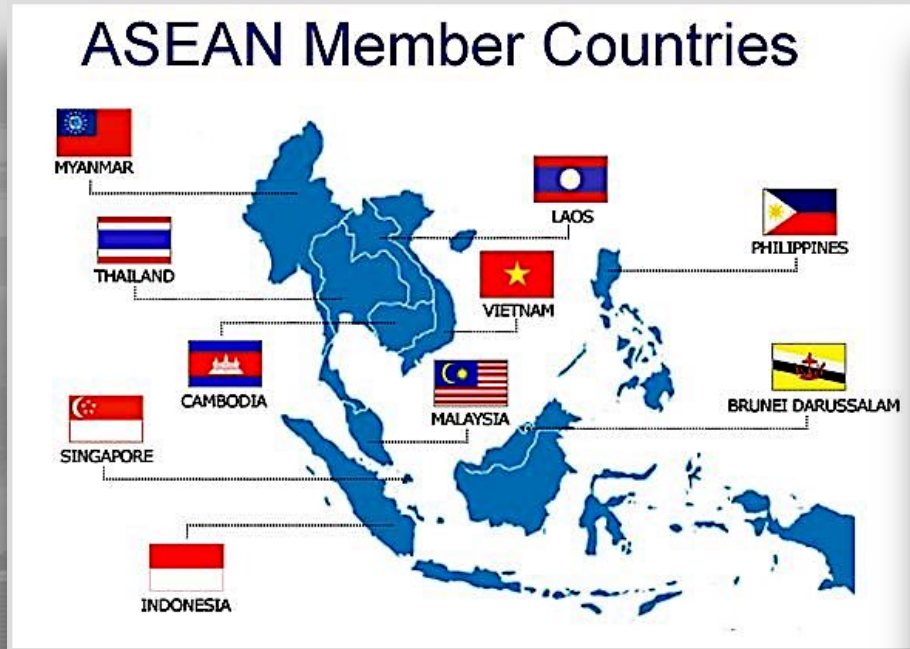 ASEAN Member Countries
MYANMAR
LAOS
PHILIPPINES
THAILAND
VIETNAM
CAMBODIA
MALAYSIA
BRUNEI DARUSSALAM
SINGAPORE
INDONESIA